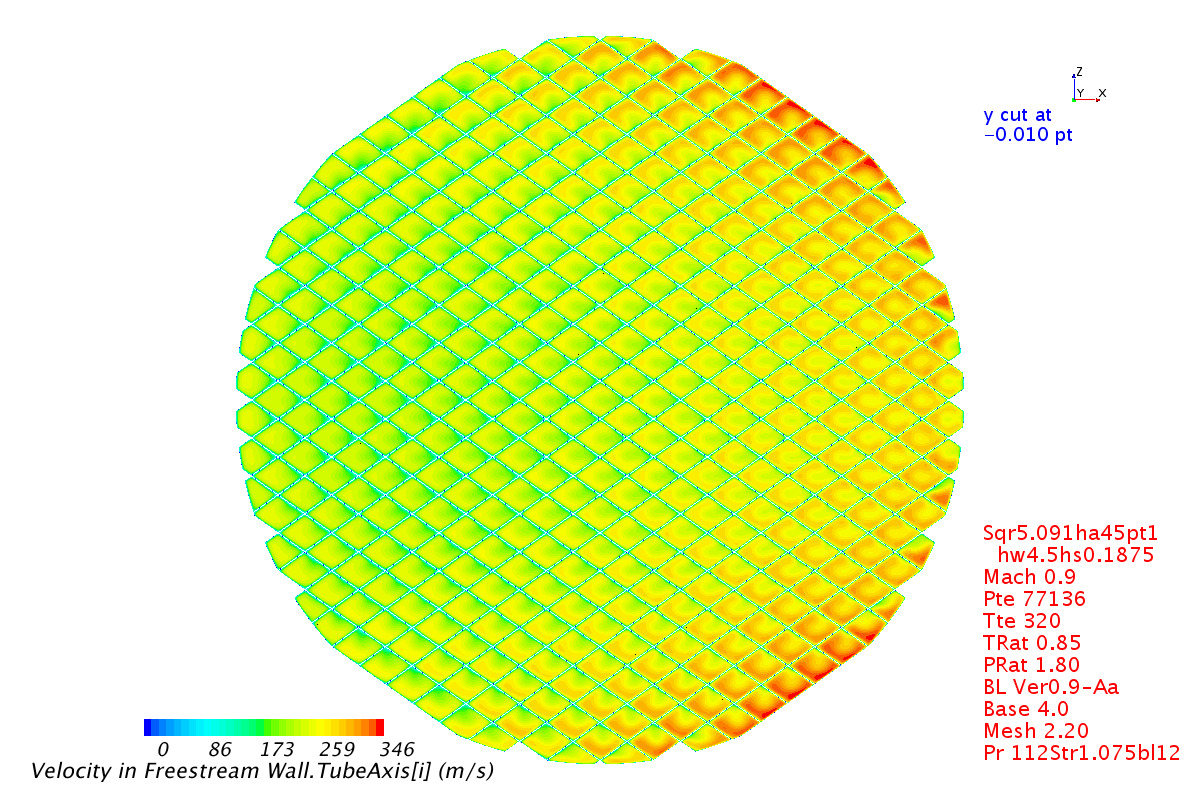 Z
Y X
y cut at
−0.010 pt
Sqr5.091ha45pt1
hw4.5hs0.1875
Mach 0.9
Pte 77136
Tte 320
TRat 0.85
PRat 1.80
BL Ver0.9−Aa
Base 4.0
Mesh 2.20
Pr 112Str1.075bl12
0 86 173 259 346
Velocity in Freestream Wall.TubeAxis[i] (m/s)